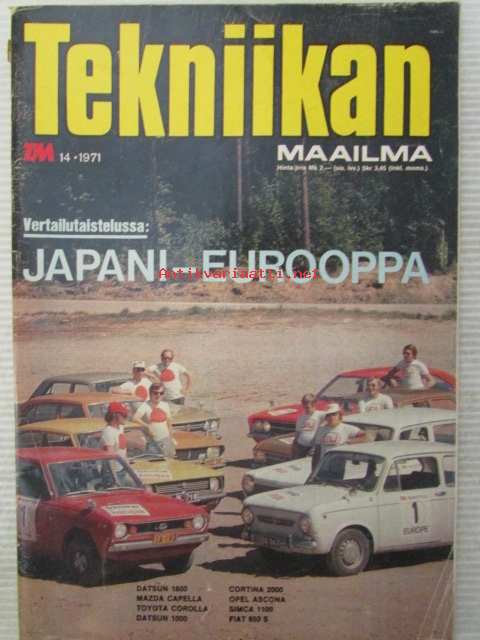 Tekniikan
MAAILMA
TM 14 • 1971
Vertailutaistelussa:
JAPANI - EUROOPPA
Antikvariaatti.net
1
EUROPE
DATSUN 1800
MAZDA CAPELLA
TOYOTA COROLLA
DATSUN 1000
CORTINA 2000
OPEL ASCONA
SIMCA 1100
FIAT 850 S